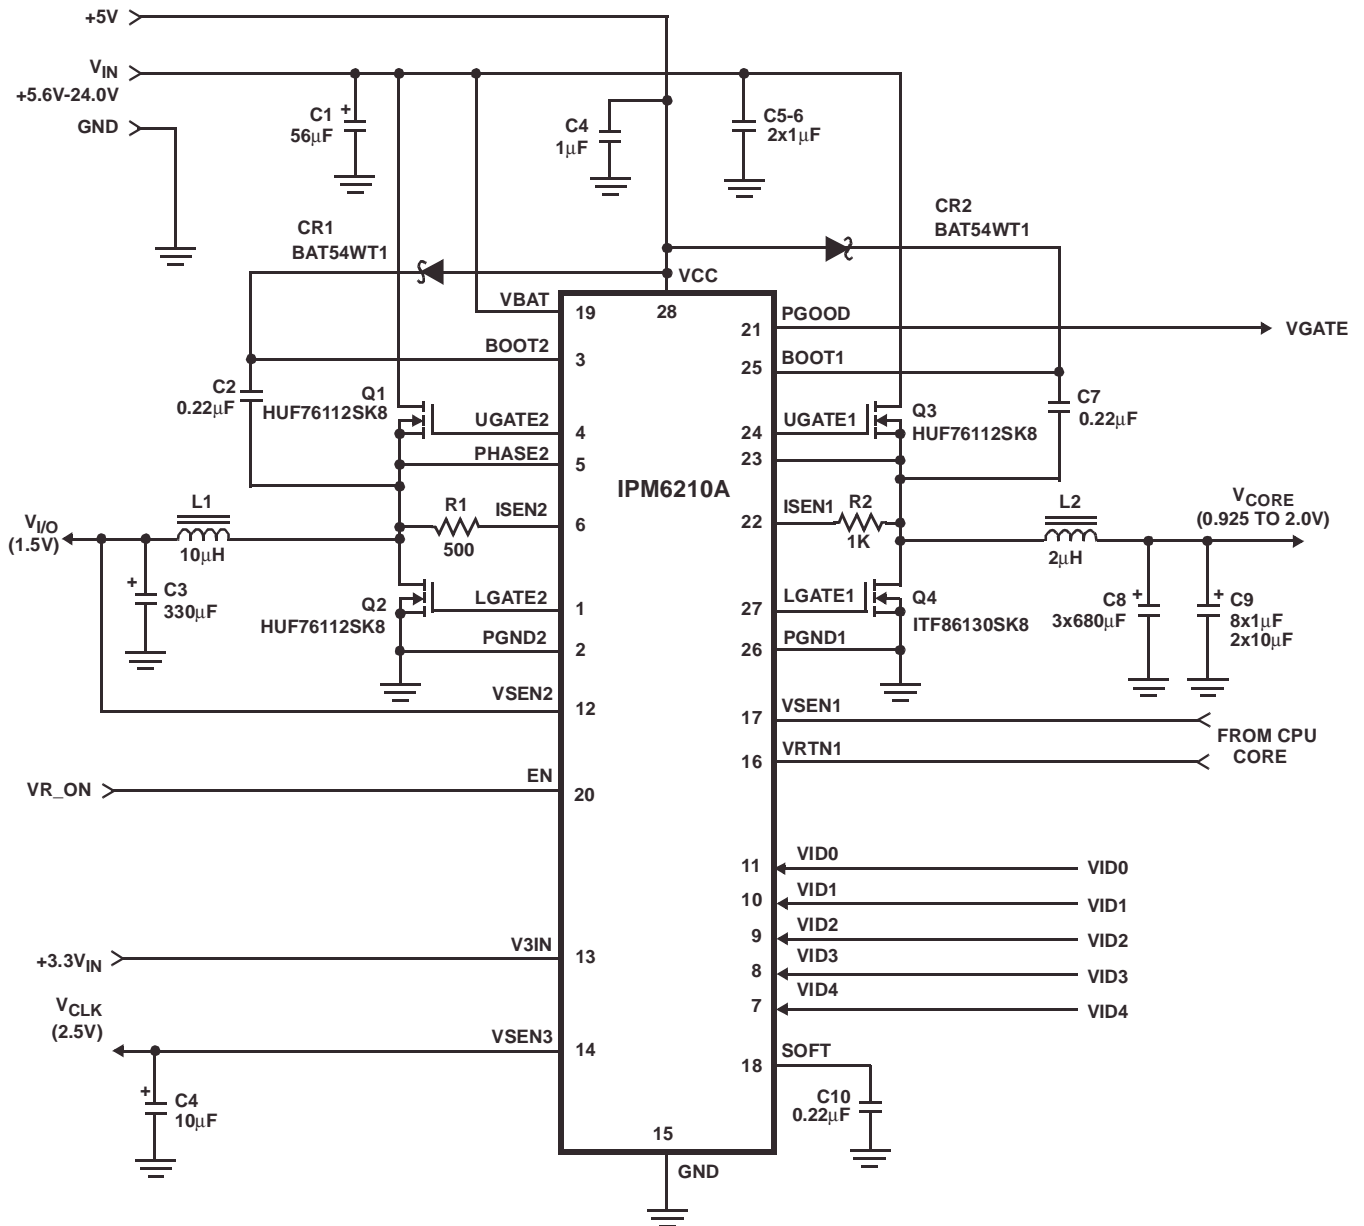 +5V
VIN
+5.6V-24.0V
GND
C1
56μF
C4
1μF
C5-6
2x1μF
CR1
BAT54WT1
CR2
BAT54WT1
VCC
28
VBAT
19
BOOT2
3
C2
0.22μF
Q1
HUF76112SK8
UGATE2
4
PHASE2
5
L1
10μH
VI/O
(1.5V)
R1
500
ISEN2
6
C3
330μF
Q2
HUF76112SK8
LGATE2
1
PGND2
2
VSEN2
12
VR_ON
EN
20
+3.3VIN
V3IN
13
VCLK
(2.5V)
VSEN3
14
C4
10μF
IPM6210A
15
GND
21
PGOOD
VGATE
25
BOOT1
C7
0.22μF
24
UGATE1
Q3
HUF76112SK8
23
22
ISEN1
R2
1K
L2
2μH
VCORE
(0.925 TO 2.0V)
27
LGATE1
Q4
ITF86130SK8
C8
3x680μF
C9
8x1μF
2x10μF
26
PGND1
17
VSEN1
16
VRTN1
FROM CPU
CORE
11
VID0
VID0
10
VID1
VID1
9
VID2
VID2
8
VID3
VID3
7
VID4
VID4
18
SOFT
C10
0.22μF